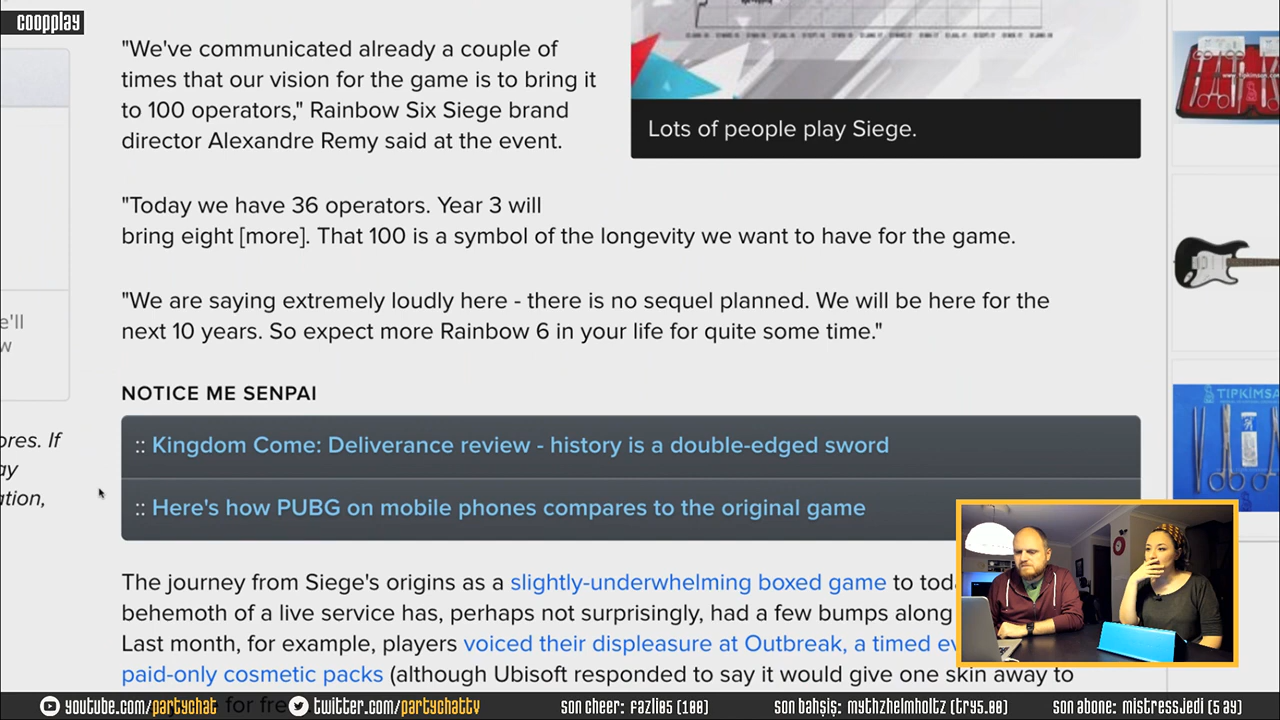 coopplay
"We've communicated already a couple of
times that our vision for the game is to bring it
to 100 operators," Rainbow Six Siege brand
director Alexandre Remy said at the event.
Lots of people play Siege.
"Today we have 36 operators. Year 3 will
bring eight [more]. That 100 is a symbol of the longevity we want to have for the game.
"We are saying extremely loudly here - there is no sequel planned. We will be here for the
next 10 years. So expect more Rainbow 6 in your life for quite some time."
e'll
w
NOTICE ME SENPAI
:: Kingdom Come: Deliverance review - history is a double-edged sword
:: Here's how PUBG on mobile phones compares to the original game
ores. If
ay
ation,
The journey from Siege's origins as a slightly-underwhelming boxed game to
behemoth of a live service has, perhaps not surprisingly, had a few bumps along
Last month, for example, players voiced their displeasure at Outbreak, a timed
paid-only cosmetic packs (although Ubisoft responded to say it would give one skin away to
for
TIPKİMSA
youtube.com/partychat
twitter.com/partychattv
son cheer: fazli05 (100)
son bahşiş: mythzhelmholtz (try5.00)
son abone: mistressjedi (5 ay)